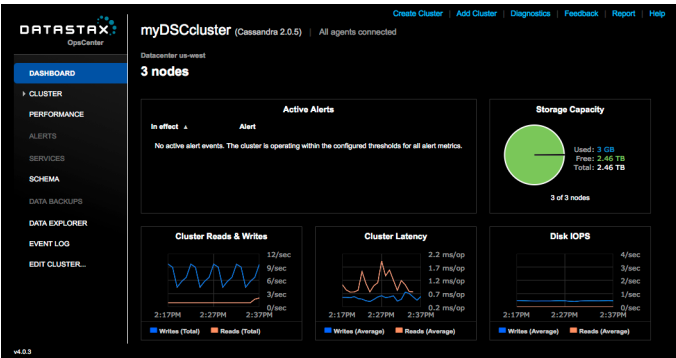 Create Cluster | Add Cluster | Diagnostics | Feedback | Report | Help
DATASTAX
OpsCenter
myDSCcluster (Cassandra 2.0.5) | All agents connected
Datacenter us-west
3 nodes
DASHBOARD
CLUSTER
PERFORMANCE
ALERTS
SERVICES
SCHEMA
DATA BACKUPS
DATA EXPLORER
EVENT LOG
EDIT CLUSTER...
v4.0.3
Active Alerts
In effect ▲ Alert
No active alert events. The cluster is operating within the configured thresholds for all alert metrics.
Storage Capacity
Used: 3 GB
Free: 2.46 TB
Total: 2.46 TB
3 of 3 nodes
Cluster Reads & Writes
12/sec
9/sec
6/sec
3/sec
0/sec
2:17PM 2:27PM 2:37PM
Writes (Total) Reads (Total)
Cluster Latency
2.2 ms/op
1.7 ms/op
1.2 ms/op
0.7 ms/op
0.2 ms/op
2:17PM 2:27PM 2:37PM
Writes (Average) Reads (Average)
Disk IOPS
4/sec
3/sec
2/sec
1/sec
0/sec
2:17PM 2:27PM 2:37PM
Writes (Average) Reads (Average)